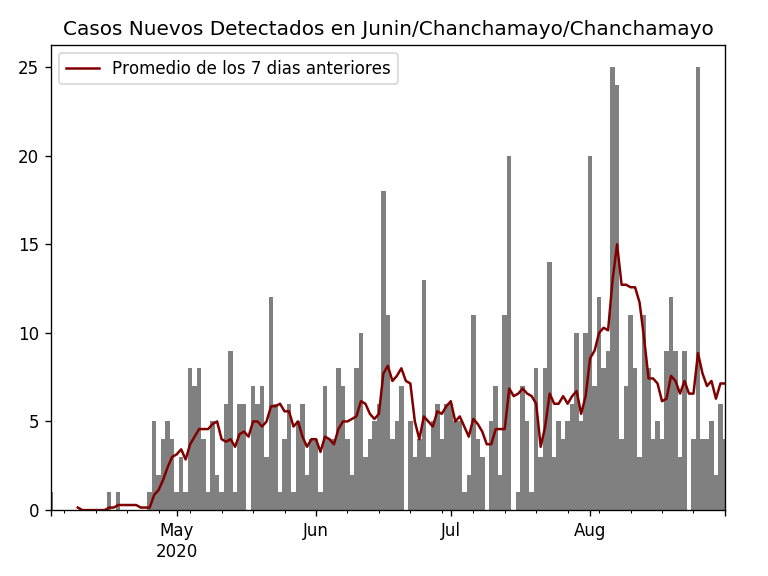 Casos Nuevos Detectados en Junin/Chanchamayo/Chanchamayo
Promedio de los 7 dias anteriores
25
20
15
10
5
0
May Jun Jul Aug
2020